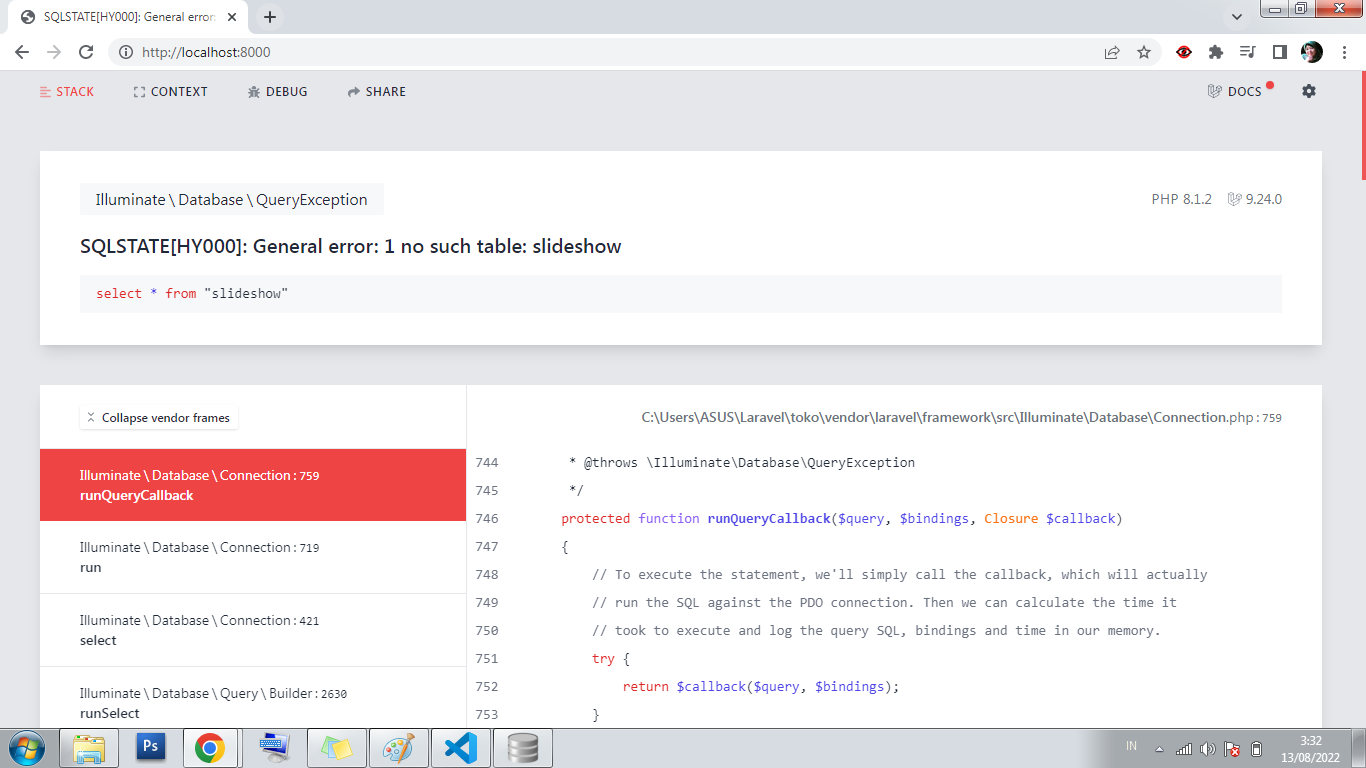 SQLSTATE[HY000]: General error:
http://localhost:8000
STACK CONTEXT DEBUG SHARE DOCS
Illuminate\Database\QueryException
PHP 8.1.2 9.24.0
SQLSTATE[HY000]: General error: 1 no such table: slideshow
select * from "slideshow"
Collapse vendor frames
C:\Users\ASUS\Laravel\toko\vendor\laravel\framework\src\Illuminate\Database\Connection.php : 759
Illuminate\Database\Connection : 759
runQueryCallback
Illuminate\Database\Connection : 719
run
Illuminate\Database\Connection : 421
select
Illuminate\Database\Query\Builder : 2630
runSelect
744 * @throws \Illuminate\Database\QueryException
745 */
746 protected function runQueryCallback($query, $bindings, Closure $callback)
747 {
748 // To execute the statement, we'll simply call the callback, which will actually
749 // run the SQL against the PDO connection. Then we can calculate the time it
750 // took to execute and log the query SQL, bindings and time in our memory.
751 try {
752 return $callback($query, $bindings);
753 }
Ps
IN
3:32
13/08/2022